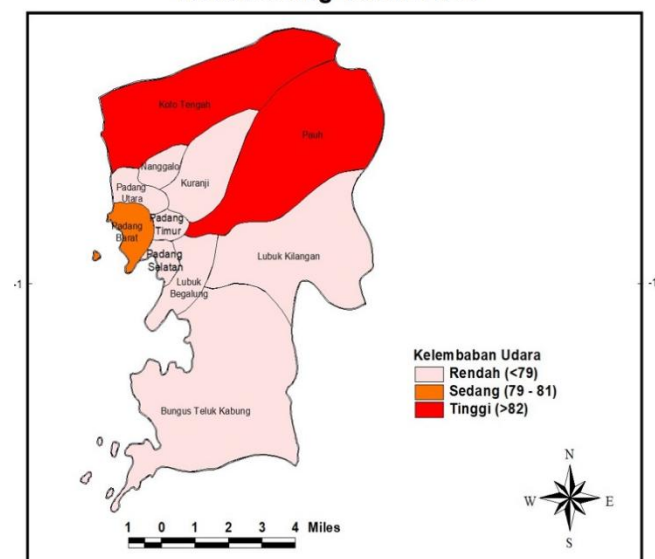 Koto Tengah
Pauh
Nanggalo
Kuranji
Padang
Utara
Padang
Timur
Padang
Barat
Padang
Selatan
Lubuk Kilangan
Lubuk
Begalung
-1
-1
Kelembaban Udara
Rendah (<79)
Sedang (79 - 81)
Tinggi (>82)
Bungus Teluk Kabung
N
W E
S
1 0 1 2 3 4 Miles